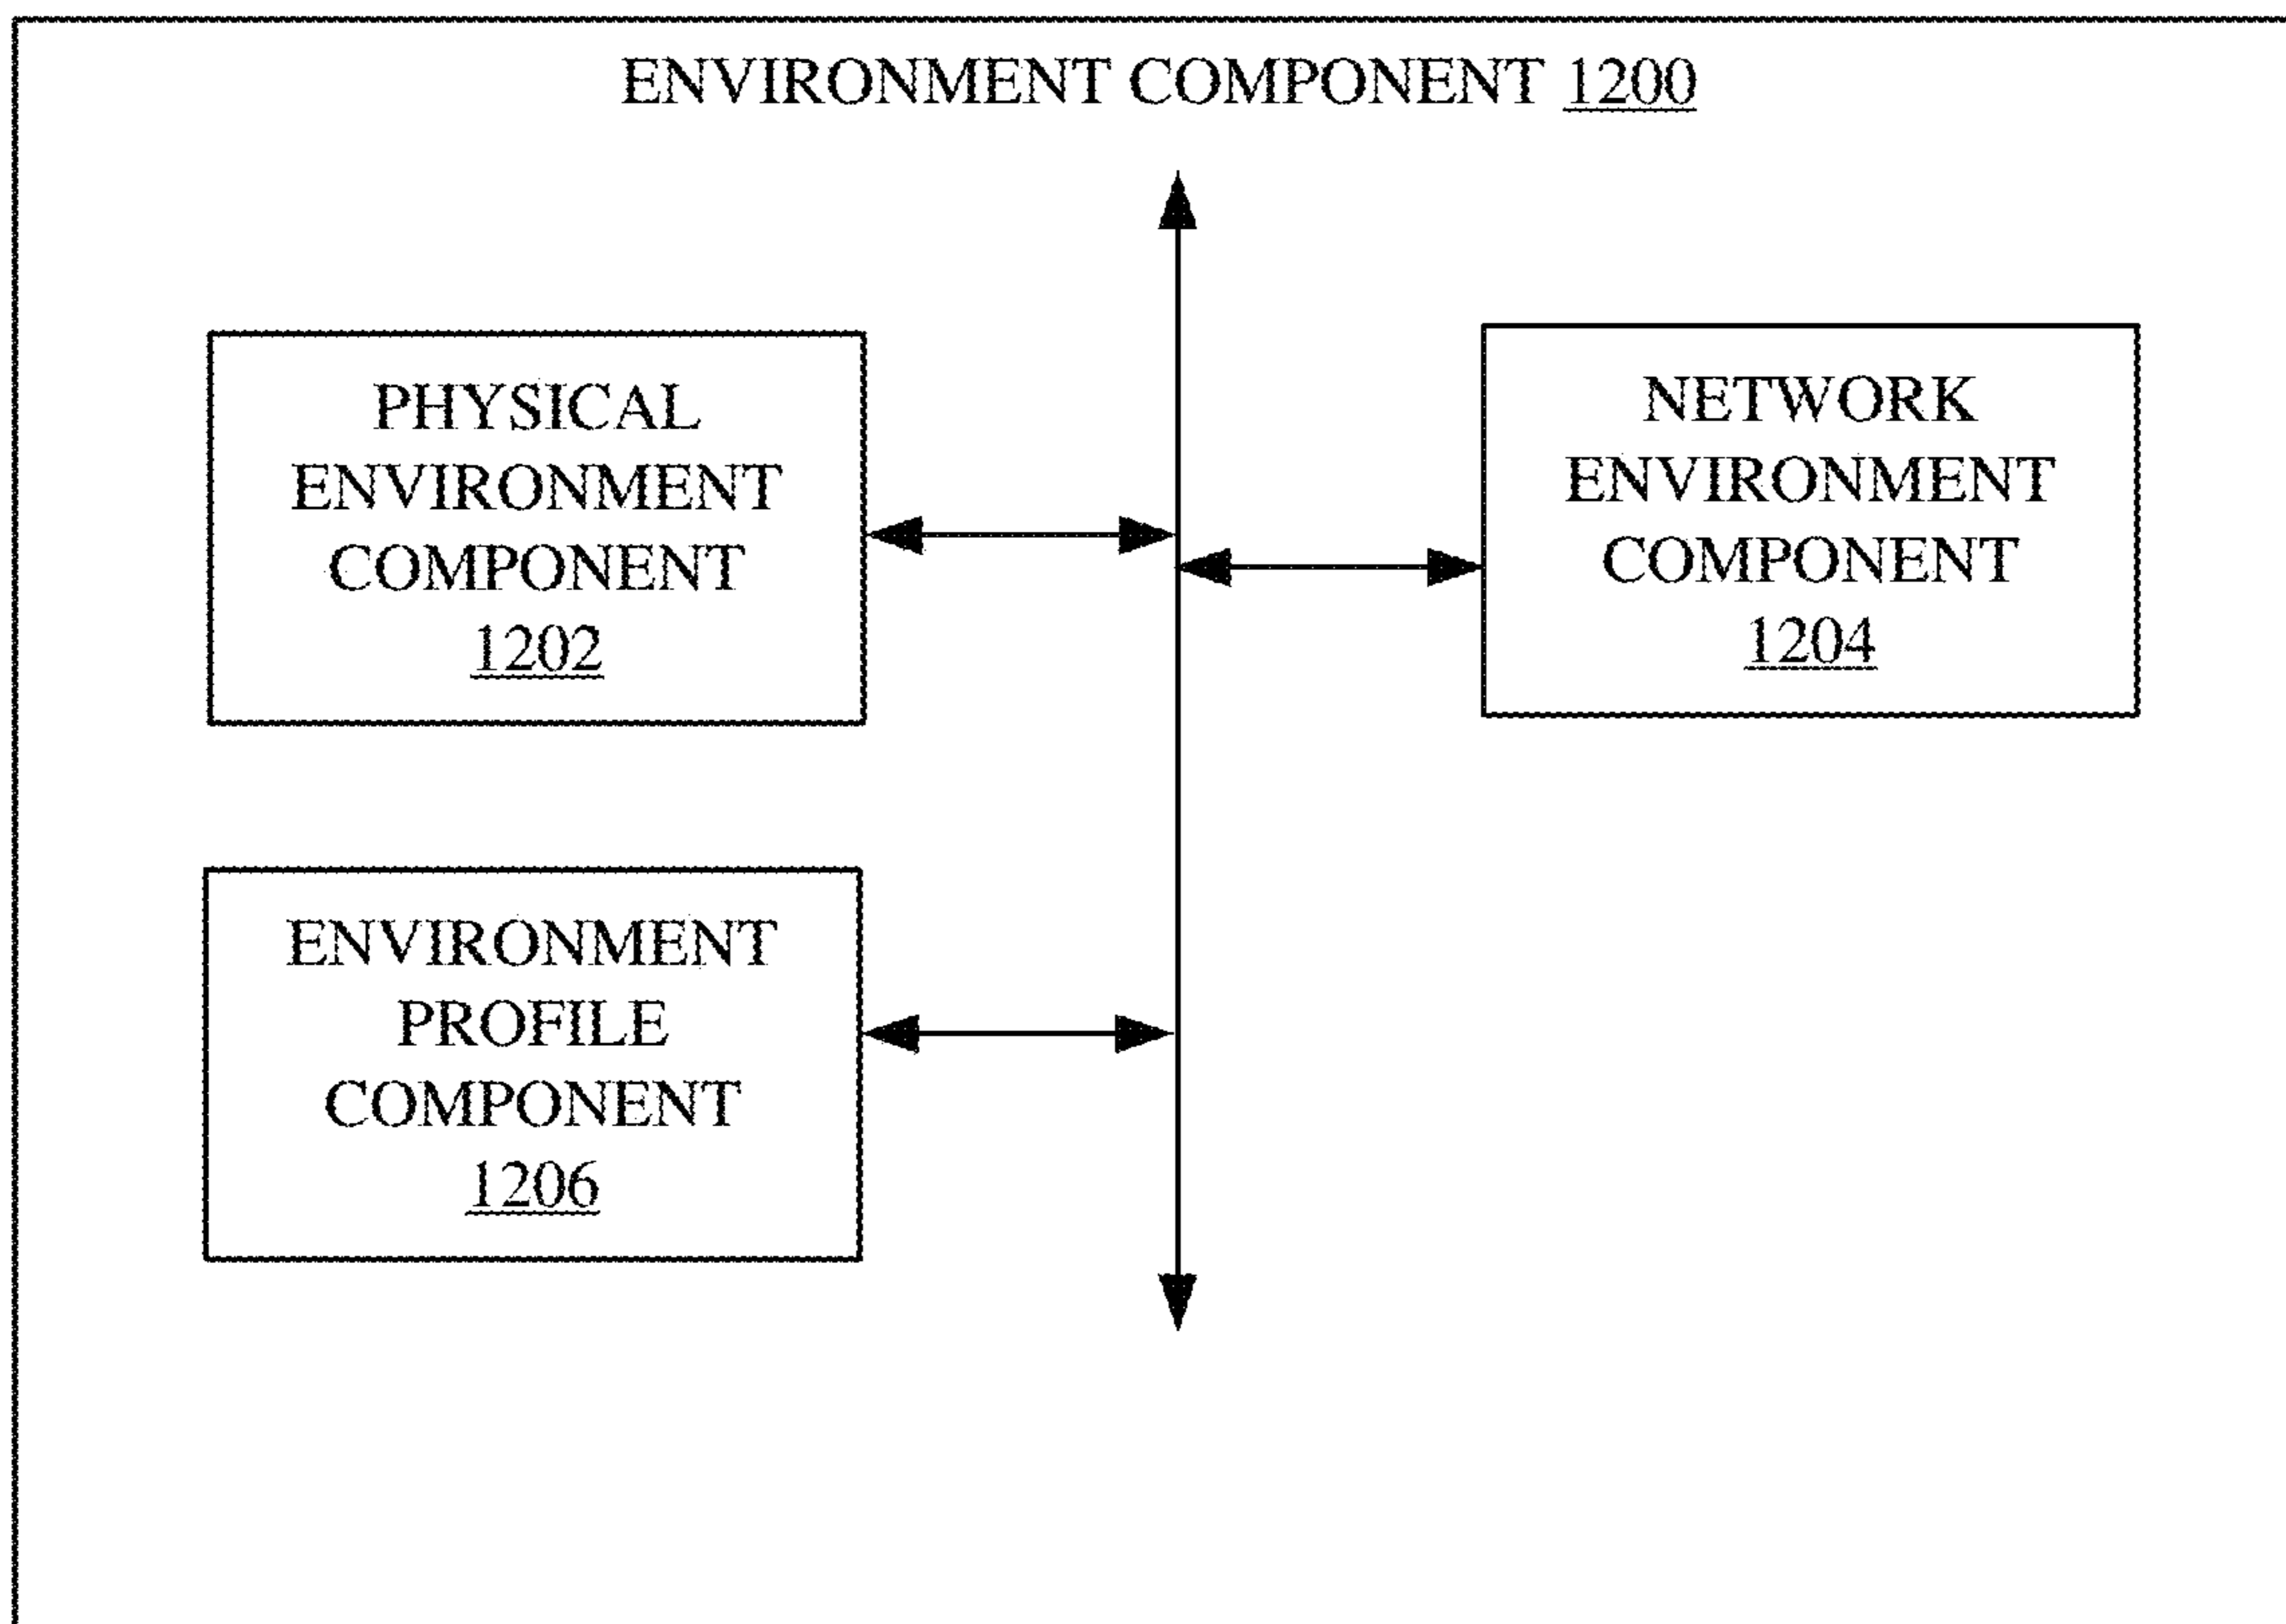 ENVIRONMENT COMPONENT 1200
PHYSICAL
ENVIRONMENT
COMPONENT
1202
NETWORK
ENVIRONMENT
COMPONENT
1204
ENVIRONMENT
PROFILE
COMPONENT
1206